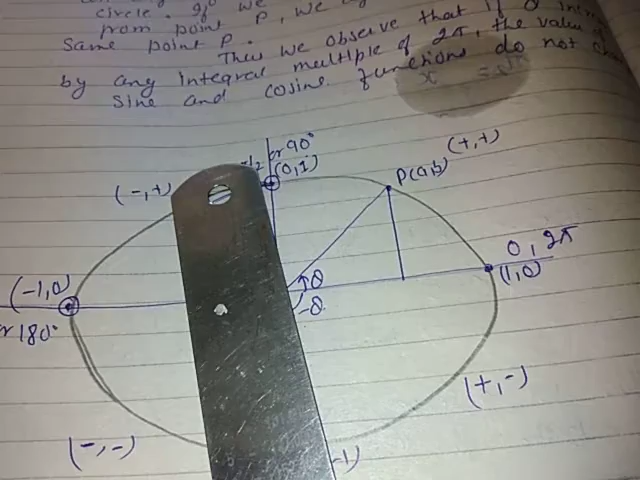 circle. If we
from point P, we
same point P.
Thus we observe that if θ
by any integral multiple of 2π, the value
sine and cosine functions do not
or 90°
(0,1)
(+,+)
(-,+)
P(a,b)
0, 2π
(1,0)
(-1,0)
θ
-θ
or 180°
(+,-)
(-,-)
-1)